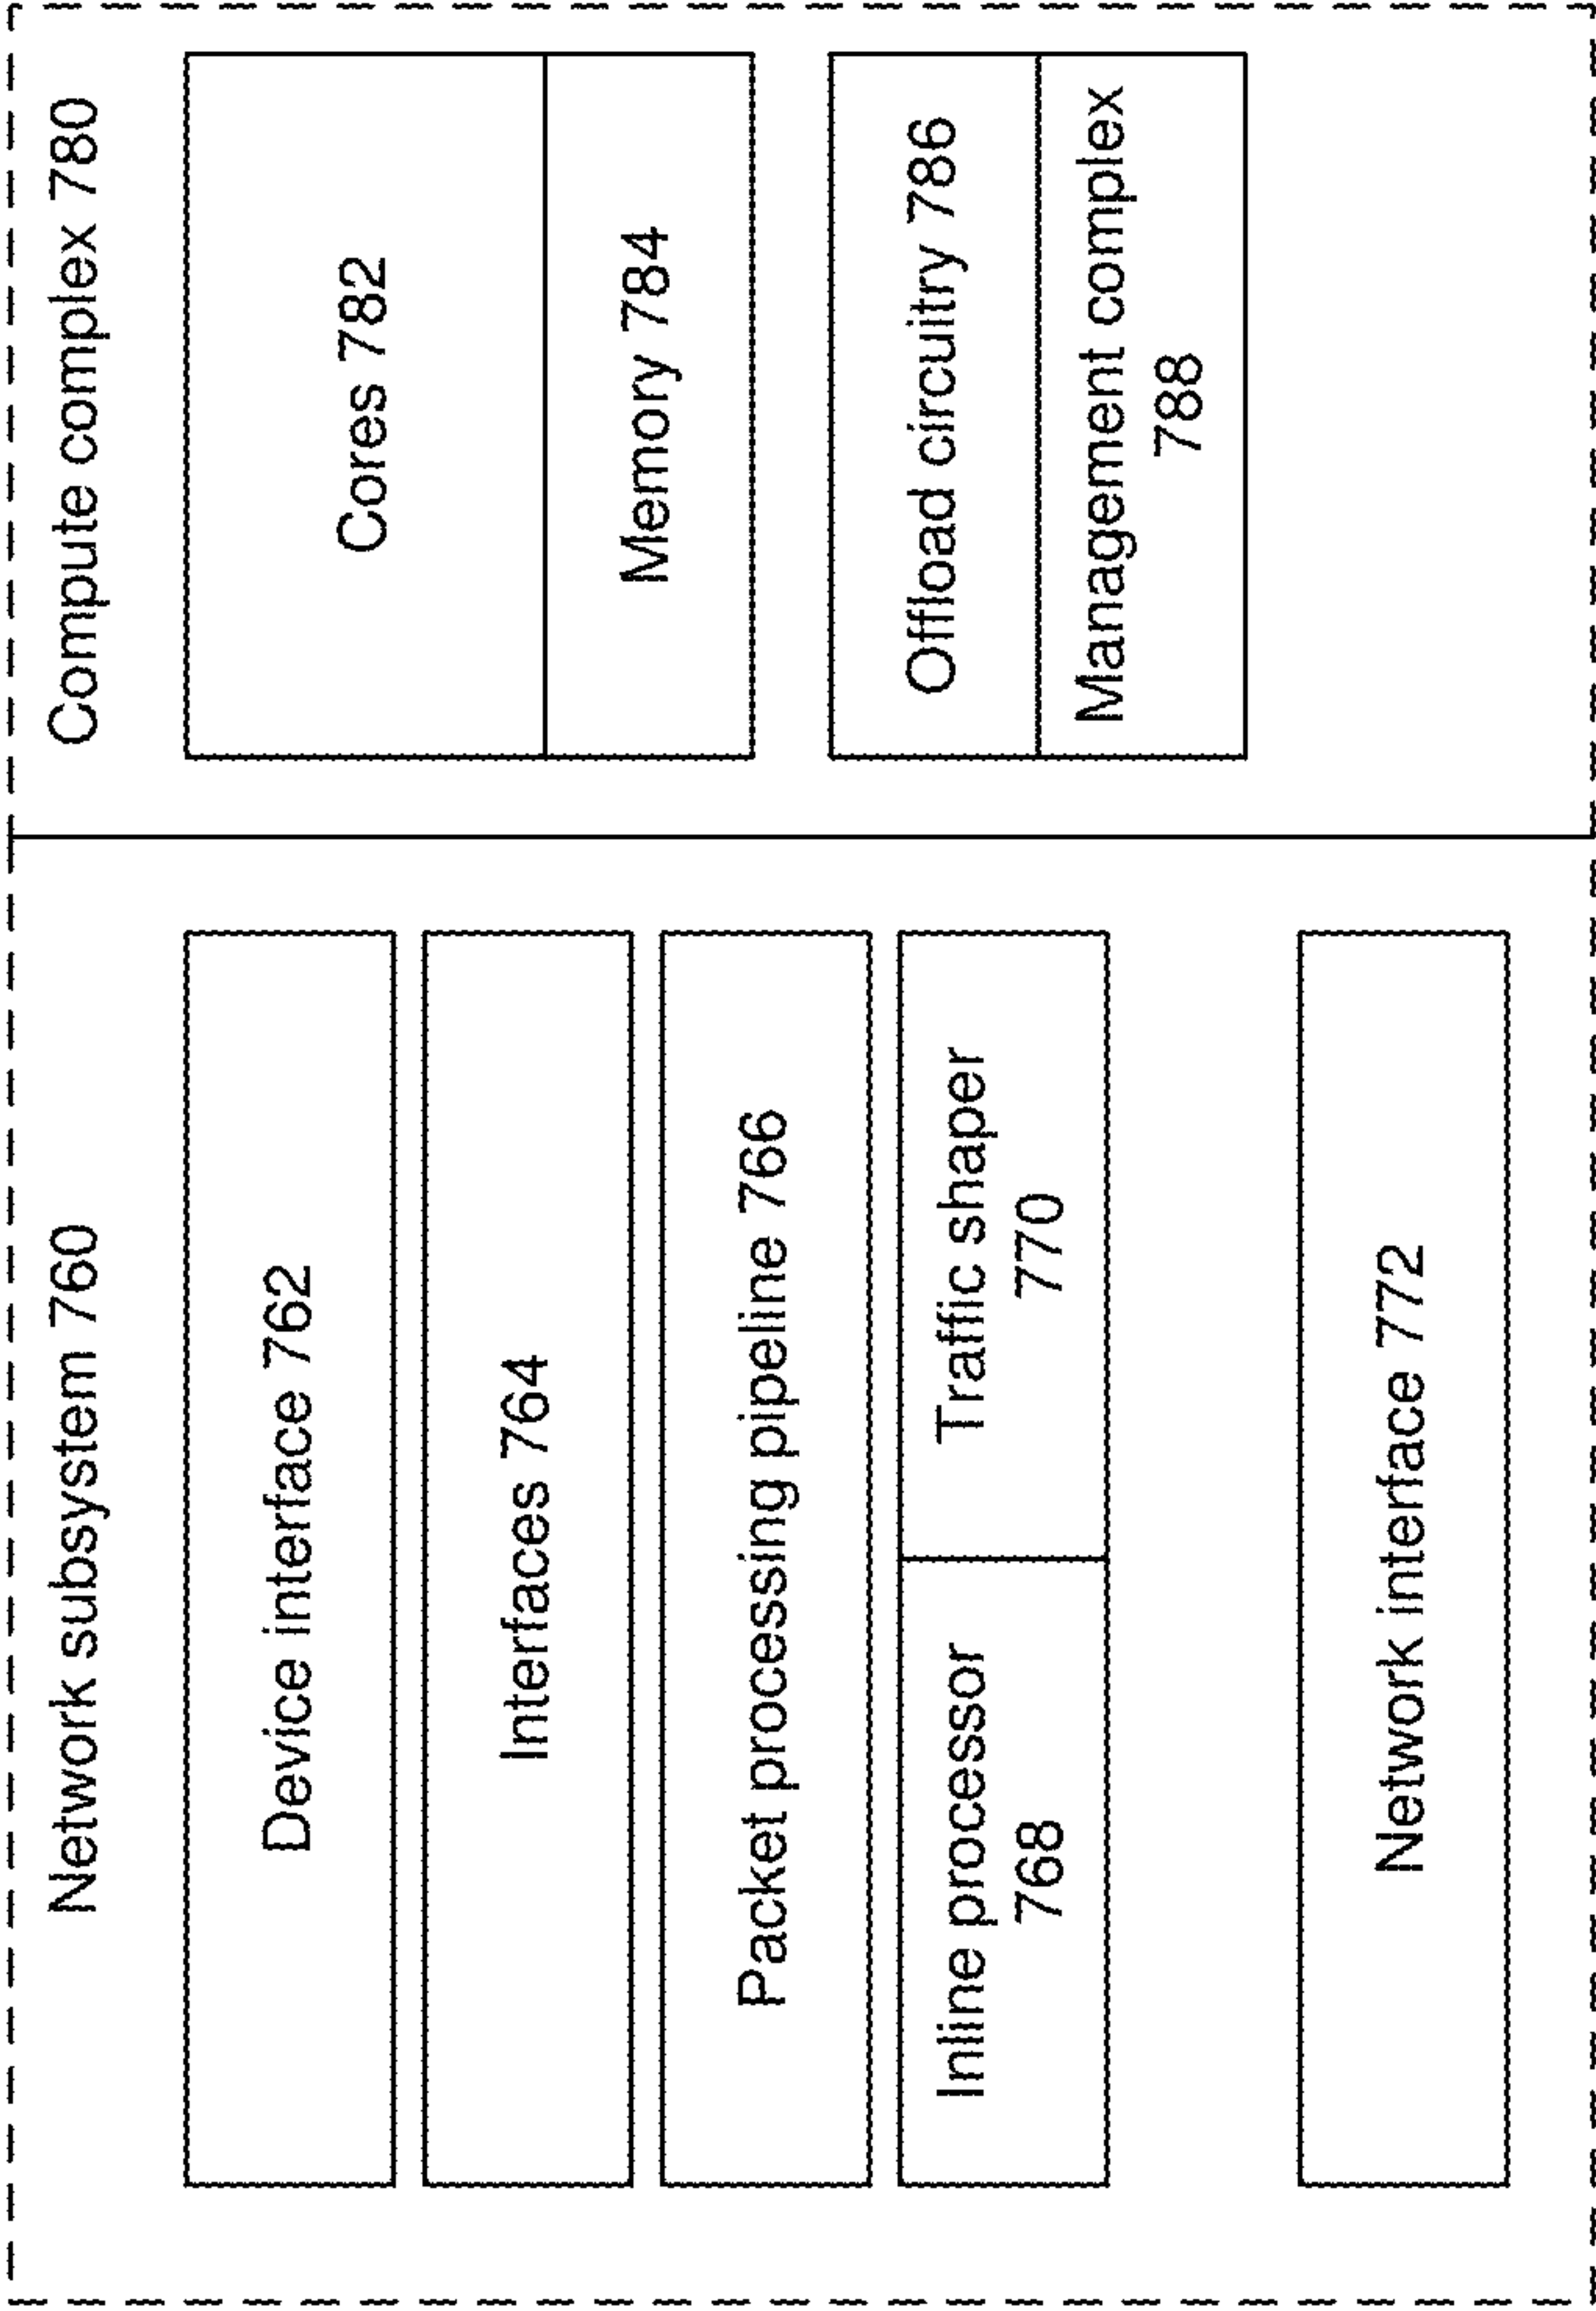 Network subsystem 760
Device interface 762
Interfaces 764
Packet processing pipeline 766
Inline processor
768
Traffic shaper
770
Network interface 772
Compute complex 780
Cores 782
Memory 784
Offload circuitry 786
Management complex
788